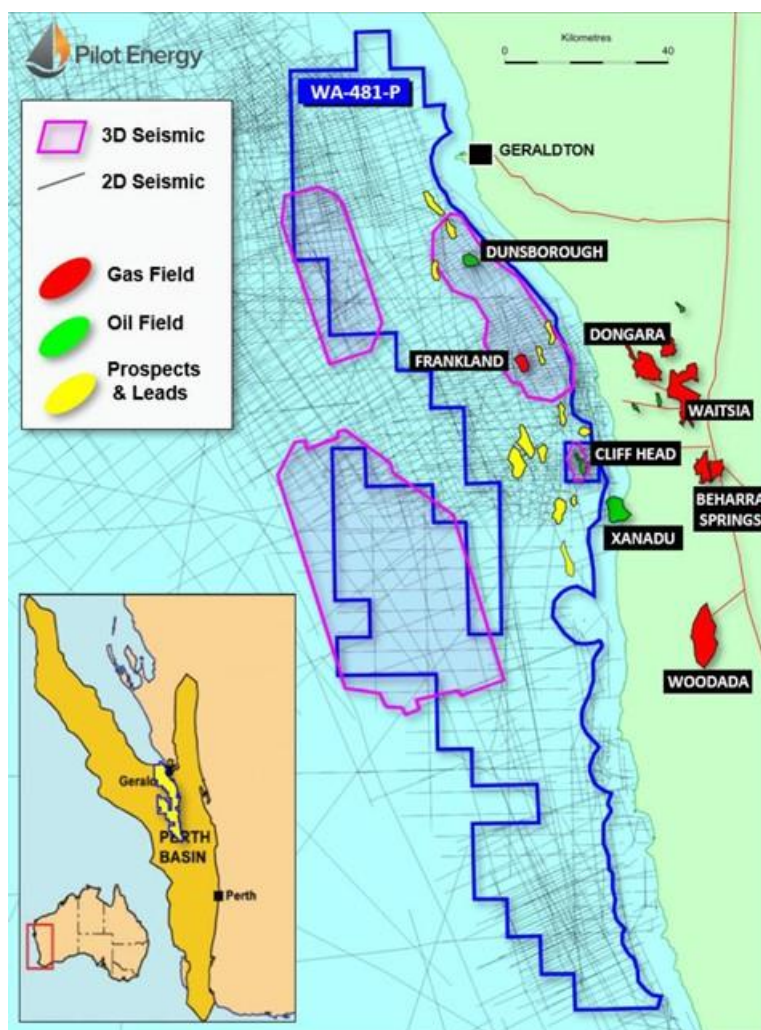 Pilot Energy
Kilometres
0 40
WA-481-P
3D Seismic
2D Seismic
Gas Field
Oil Field
Prospects
& Leads
GERALDTON
DUNSBOROUGH
DONGARA
FRANKLAND
WAITSIA
CLIFF HEAD
BEHARRA
SPRINGS
XANADU
WOODADA
Gerald
PERTH
BASIN
Perth